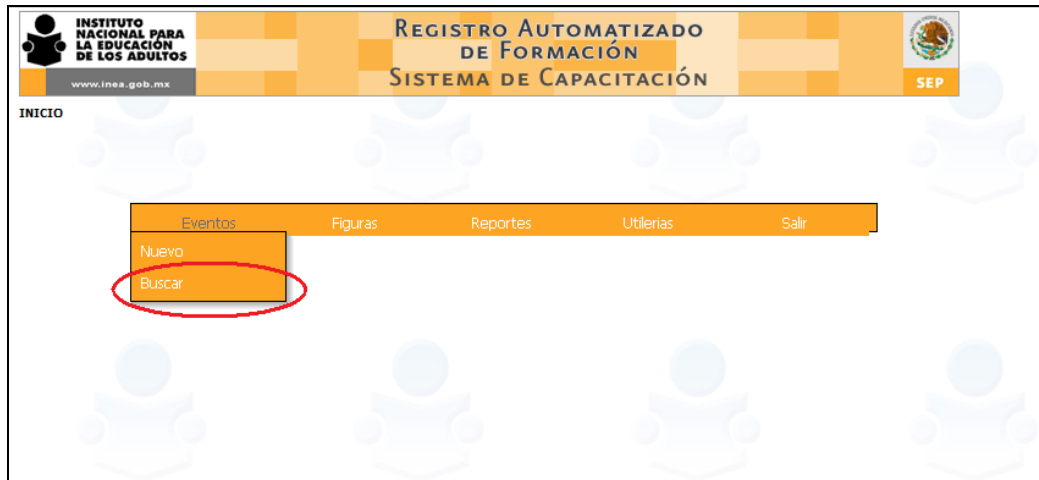 INSTITUTO
NACIONAL PARA
LA EDUCACIÓN
DE LOS ADULTOS
www.inea.gob.mx
REGISTRO AUTOMATIZADO
DE FORMACIÓN
SISTEMA DE CAPACITACIÓN
SEP
INICIO
Eventos Figuras Reportes Utilerias Salir
Nuevo
Buscar